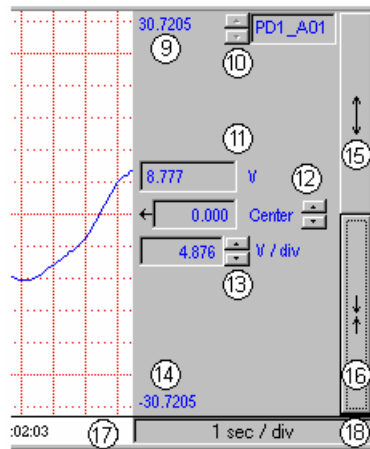 30.7205 PD1_A01
9 10
11
8.777 V 12 15
0.000 Center
4.876 V / div
13
14 16
-30.7205
:02:03 17 1 sec / div 18